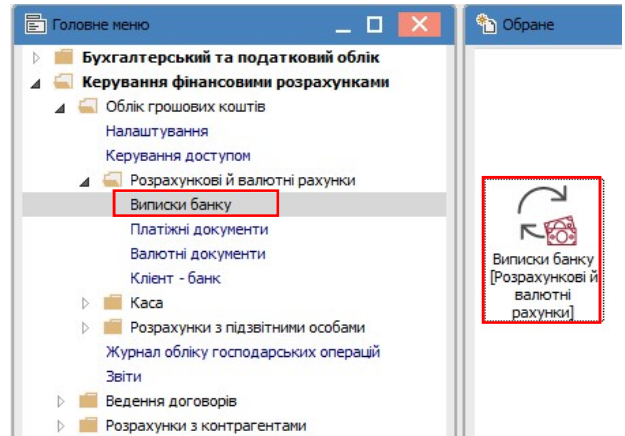 Головне меню
Бухгалтерський та податковий облік
Керування фінансовими розрахунками
Облік грошових коштів
Налаштування
Керування доступом
Розрахункові й валютні рахунки
Виписки банку
Платіжні документи
Валютні документи
Клієнт - банк
Каса
Розрахунки з підзвітними особами
Журнал обліку господарських операцій
Звіти
Ведення договорів
Розрахунки з контрагентами
Обране
Виписки банку
[Розрахункові й
валютні
рахунки]